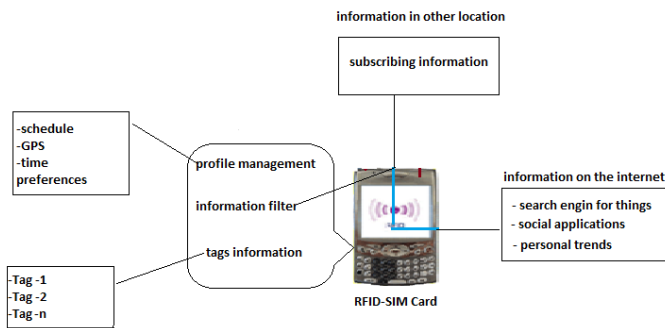 information in other location
subscribing information
-schedule
-GPS
-time
preferences
profile management
information filter
tags information
-Tag -1
-Tag -2
-Tag -n
information on the internet
- search engin for things
- social applications
- personal trends
RFID-SIM Card